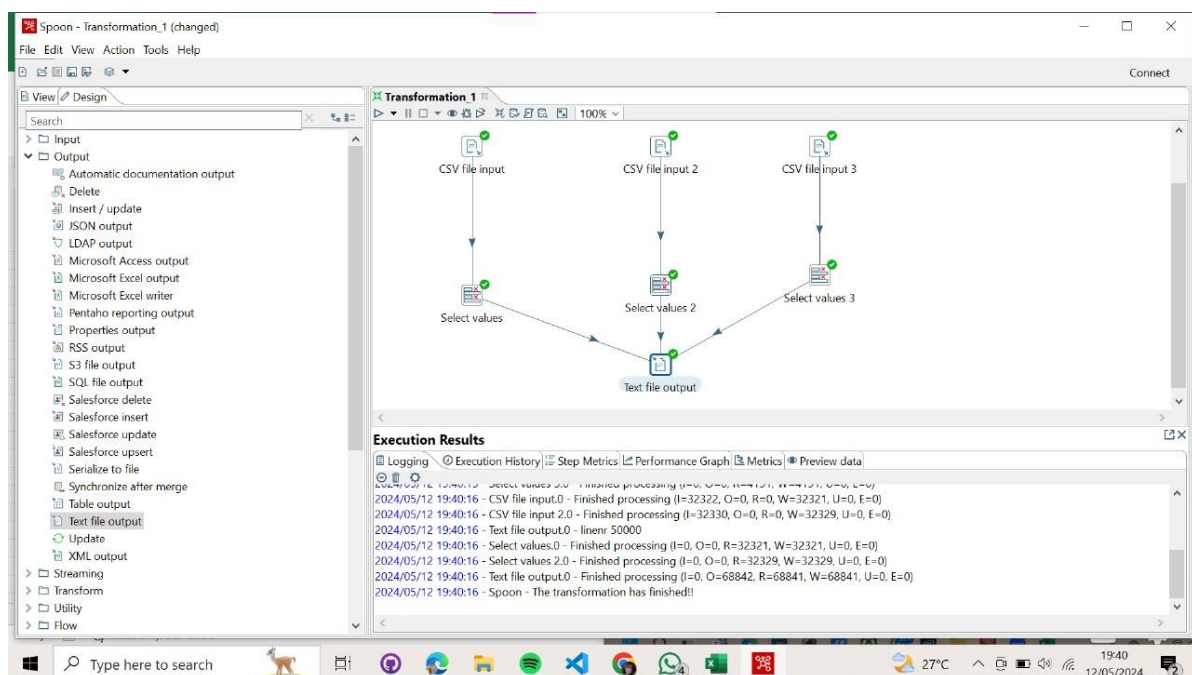 Spoon - Transformation_1 (changed)
File Edit View Action Tools Help
Connect
View Design
Search
Input
Output
Automatic documentation output
Delete
Insert / update
JSON output
LDAP output
Microsoft Access output
Microsoft Excel output
Microsoft Excel writer
Pentaho reporting output
Properties output
RSS output
S3 file output
SQL file output
Salesforce delete
Salesforce insert
Salesforce update
Salesforce upsert
Serialize to file
Synchronize after merge
Table output
Text file output
Update
XML output
Streaming
Transform
Utility
Flow
Transformation_1
100%
CSV file input
CSV file input 2
CSV file input 3
Select values
Select values 2
Select values 3
Text file output
Execution Results
Logging Execution History Step Metrics Performance Graph Metrics Preview data
2024/05/12 19:40:16 - CSV file input.0 - Finished processing (I=32322, O=0, R=0, W=32321, U=0, E=0)
2024/05/12 19:40:16 - CSV file input 2.0 - Finished processing (I=32330, O=0, R=0, W=32329, U=0, E=0)
2024/05/12 19:40:16 - Text file output.0 - linenr 50000
2024/05/12 19:40:16 - Select values.0 - Finished processing (I=0, O=0, R=32321, W=32321, U=0, E=0)
2024/05/12 19:40:16 - Select values 2.0 - Finished processing (I=0, O=0, R=32329, W=32329, U=0, E=0)
2024/05/12 19:40:16 - Text file output.0 - Finished processing (I=0, O=68842, R=68841, W=68841, U=0, E=0)
2024/05/12 19:40:16 - Spoon - The transformation has finished!!
Type here to search
27°C
19:40
12/05/2024